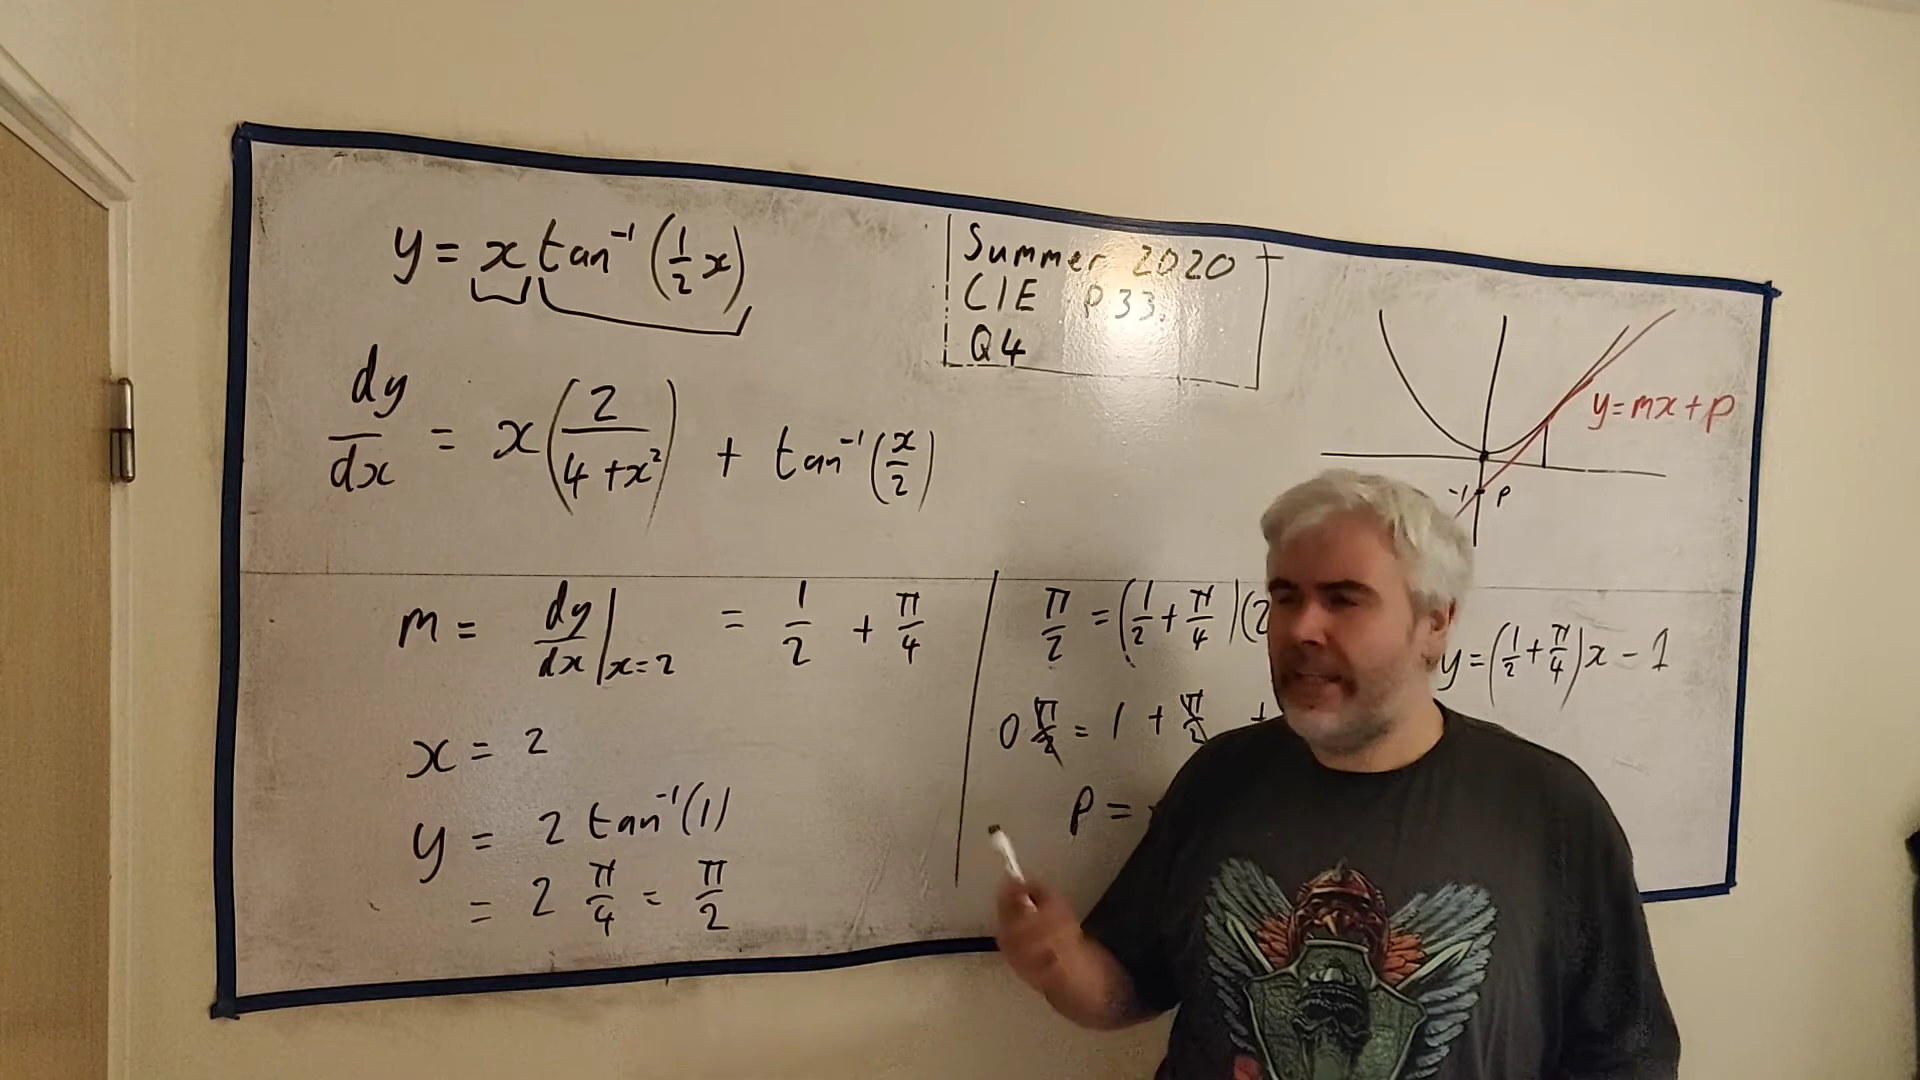 y = x tan⁻¹ (1/2 x)
Summer 2020
CIE P33.
Q4
dy/dx = x(2/(4+x²)) + tan⁻¹(x/2)
y=mx+p
-1 P
m = dy/dx |x=2 = 1/2 + π/4
x = 2
y = 2 tan⁻¹(1)
= 2 π/4 = π/2
π/2 = (1/2 + π/4)(2
0 π/2 = 1 + π/2 +
P =
y = (1/2 + π/4)x - 1